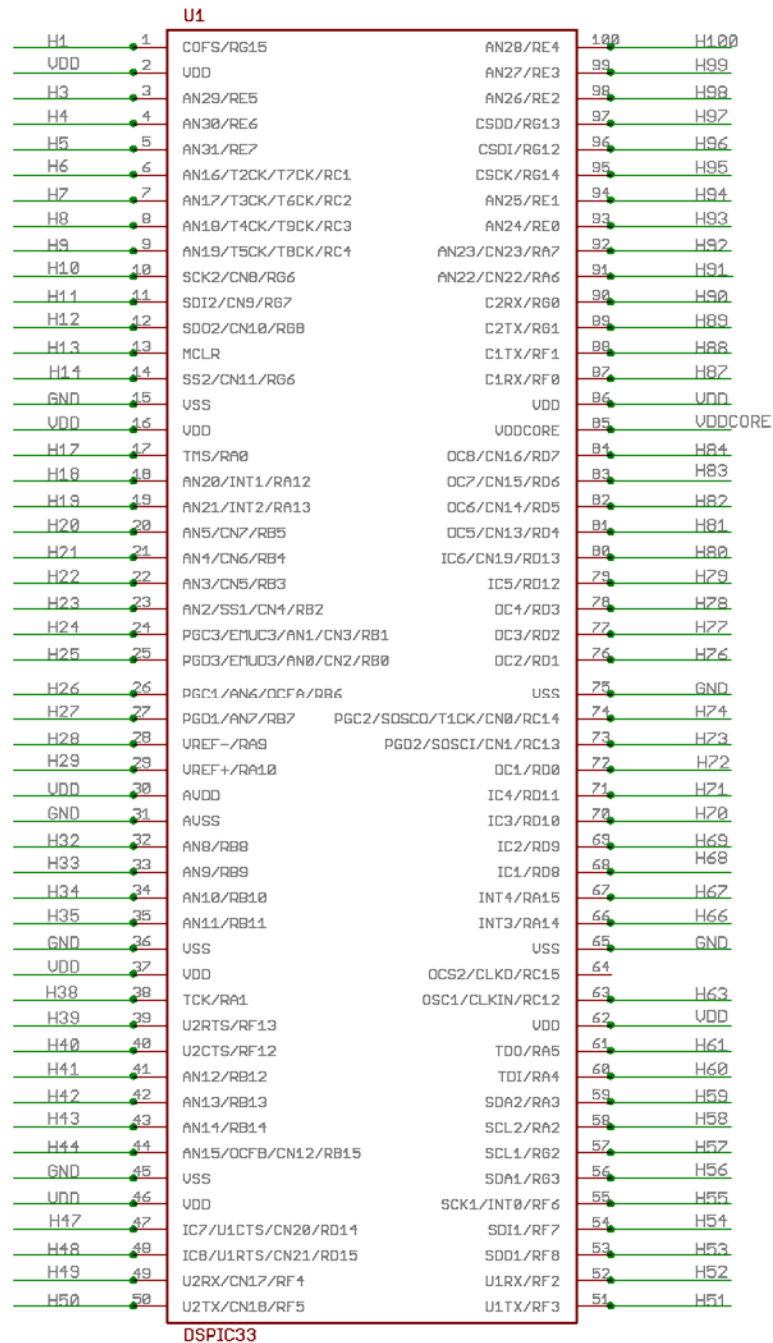 U1
H1 1 COFS/RG15 AN28/RE4 100 H100
VDD 2 VDD AN27/RE3 99 H99
H3 3 AN29/RE5 AN26/RE2 98 H98
H4 4 AN30/RE6 CSDO/RG13 97 H97
H5 5 AN31/RE7 CSDI/RG12 96 H96
H6 6 AN16/T2CK/T7CK/RC1 CSCK/RG14 95 H95
H7 7 AN17/T3CK/T6CK/RC2 AN25/RE1 94 H94
H8 8 AN18/T4CK/T9CK/RC3 AN24/RE0 93 H93
H9 9 AN19/T5CK/T8CK/RC4 AN23/CN23/RA7 92 H92
H10 10 SCK2/CN8/RG6 AN22/CN22/RA6 91 H91
H11 11 SDI2/CN9/RG7 C2RX/RG0 90 H90
H12 12 SDO2/CN10/RG8 C2TX/RG1 89 H89
H13 13 MCLR C1TX/RF1 88 H88
H14 14 SS2/CN11/RG6 C1RX/RF0 87 H87
GND 15 VSS VDD 86 VDD
VDD 16 VDD VDDCORE 85 VDDCORE
H17 17 TMS/RA0 OC8/CN16/RD7 84 H84
H18 18 AN20/INT1/RA12 OC7/CN15/RD6 83 H83
H19 19 AN21/INT2/RA13 OC6/CN14/RD5 82 H82
H20 20 AN5/CN7/RB5 OC5/CN13/RD4 81 H81
H21 21 AN4/CN6/RB4 IC6/CN19/RD13 80 H80
H22 22 AN3/CN5/RB3 IC5/RD12 79 H79
H23 23 AN2/SS1/CN4/RB2 OC4/RD3 78 H78
H24 24 PGC3/EMUC3/AN1/CN3/RB1 OC3/RD2 77 H77
H25 25 PGD3/EMUD3/AN0/CN2/RB0 OC2/RD1 76 H76
H26 26 PGC1/AN6/OCFA/RB6 VSS 75 GND
H27 27 PGD1/AN7/RB7 PGC2/SOSCO/T1CK/CN0/RC14 74 H74
H28 28 VREF-/RA9 PGD2/SOSCI/CN1/RC13 73 H73
H29 29 VREF+/RA10 OC1/RD0 72 H72
VDD 30 AVDD IC4/RD11 71 H71
GND 31 AVSS IC3/RD10 70 H70
H32 32 AN8/RB8 IC2/RD9 69 H69
H33 33 AN9/RB9 IC1/RD8 68 H68
H34 34 AN10/RB10 INT4/RA15 67 H67
H35 35 AN11/RB11 INT3/RA14 66 H66
GND 36 VSS VSS 65 GND
VDD 37 VDD OCS2/CLKO/RC15 64
H38 38 TCK/RA1 OSC1/CLKIN/RC12 63 H63
H39 39 U2RTS/RF13 VDD 62 VDD
H40 40 U2CTS/RF12 TDO/RA5 61 H61
H41 41 AN12/RB12 TDI/RA4 60 H60
H42 42 AN13/RB13 SDA2/RA3 59 H59
H43 43 AN14/RB14 SCL2/RA2 58 H58
H44 44 AN15/OCFB/CN12/RB15 SCL1/RG2 57 H57
GND 45 VSS SDA1/RG3 56 H56
VDD 46 VDD SCK1/INT0/RF6 55 H55
H47 47 IC7/U1CTS/CN20/RD14 SDI1/RF7 54 H54
H48 48 IC8/U1RTS/CN21/RD15 SDO1/RF8 53 H53
H49 49 U2RX/CN17/RF4 U1RX/RF2 52 H52
H50 50 U2TX/CN18/RF5 U1TX/RF3 51 H51
DSPIC33